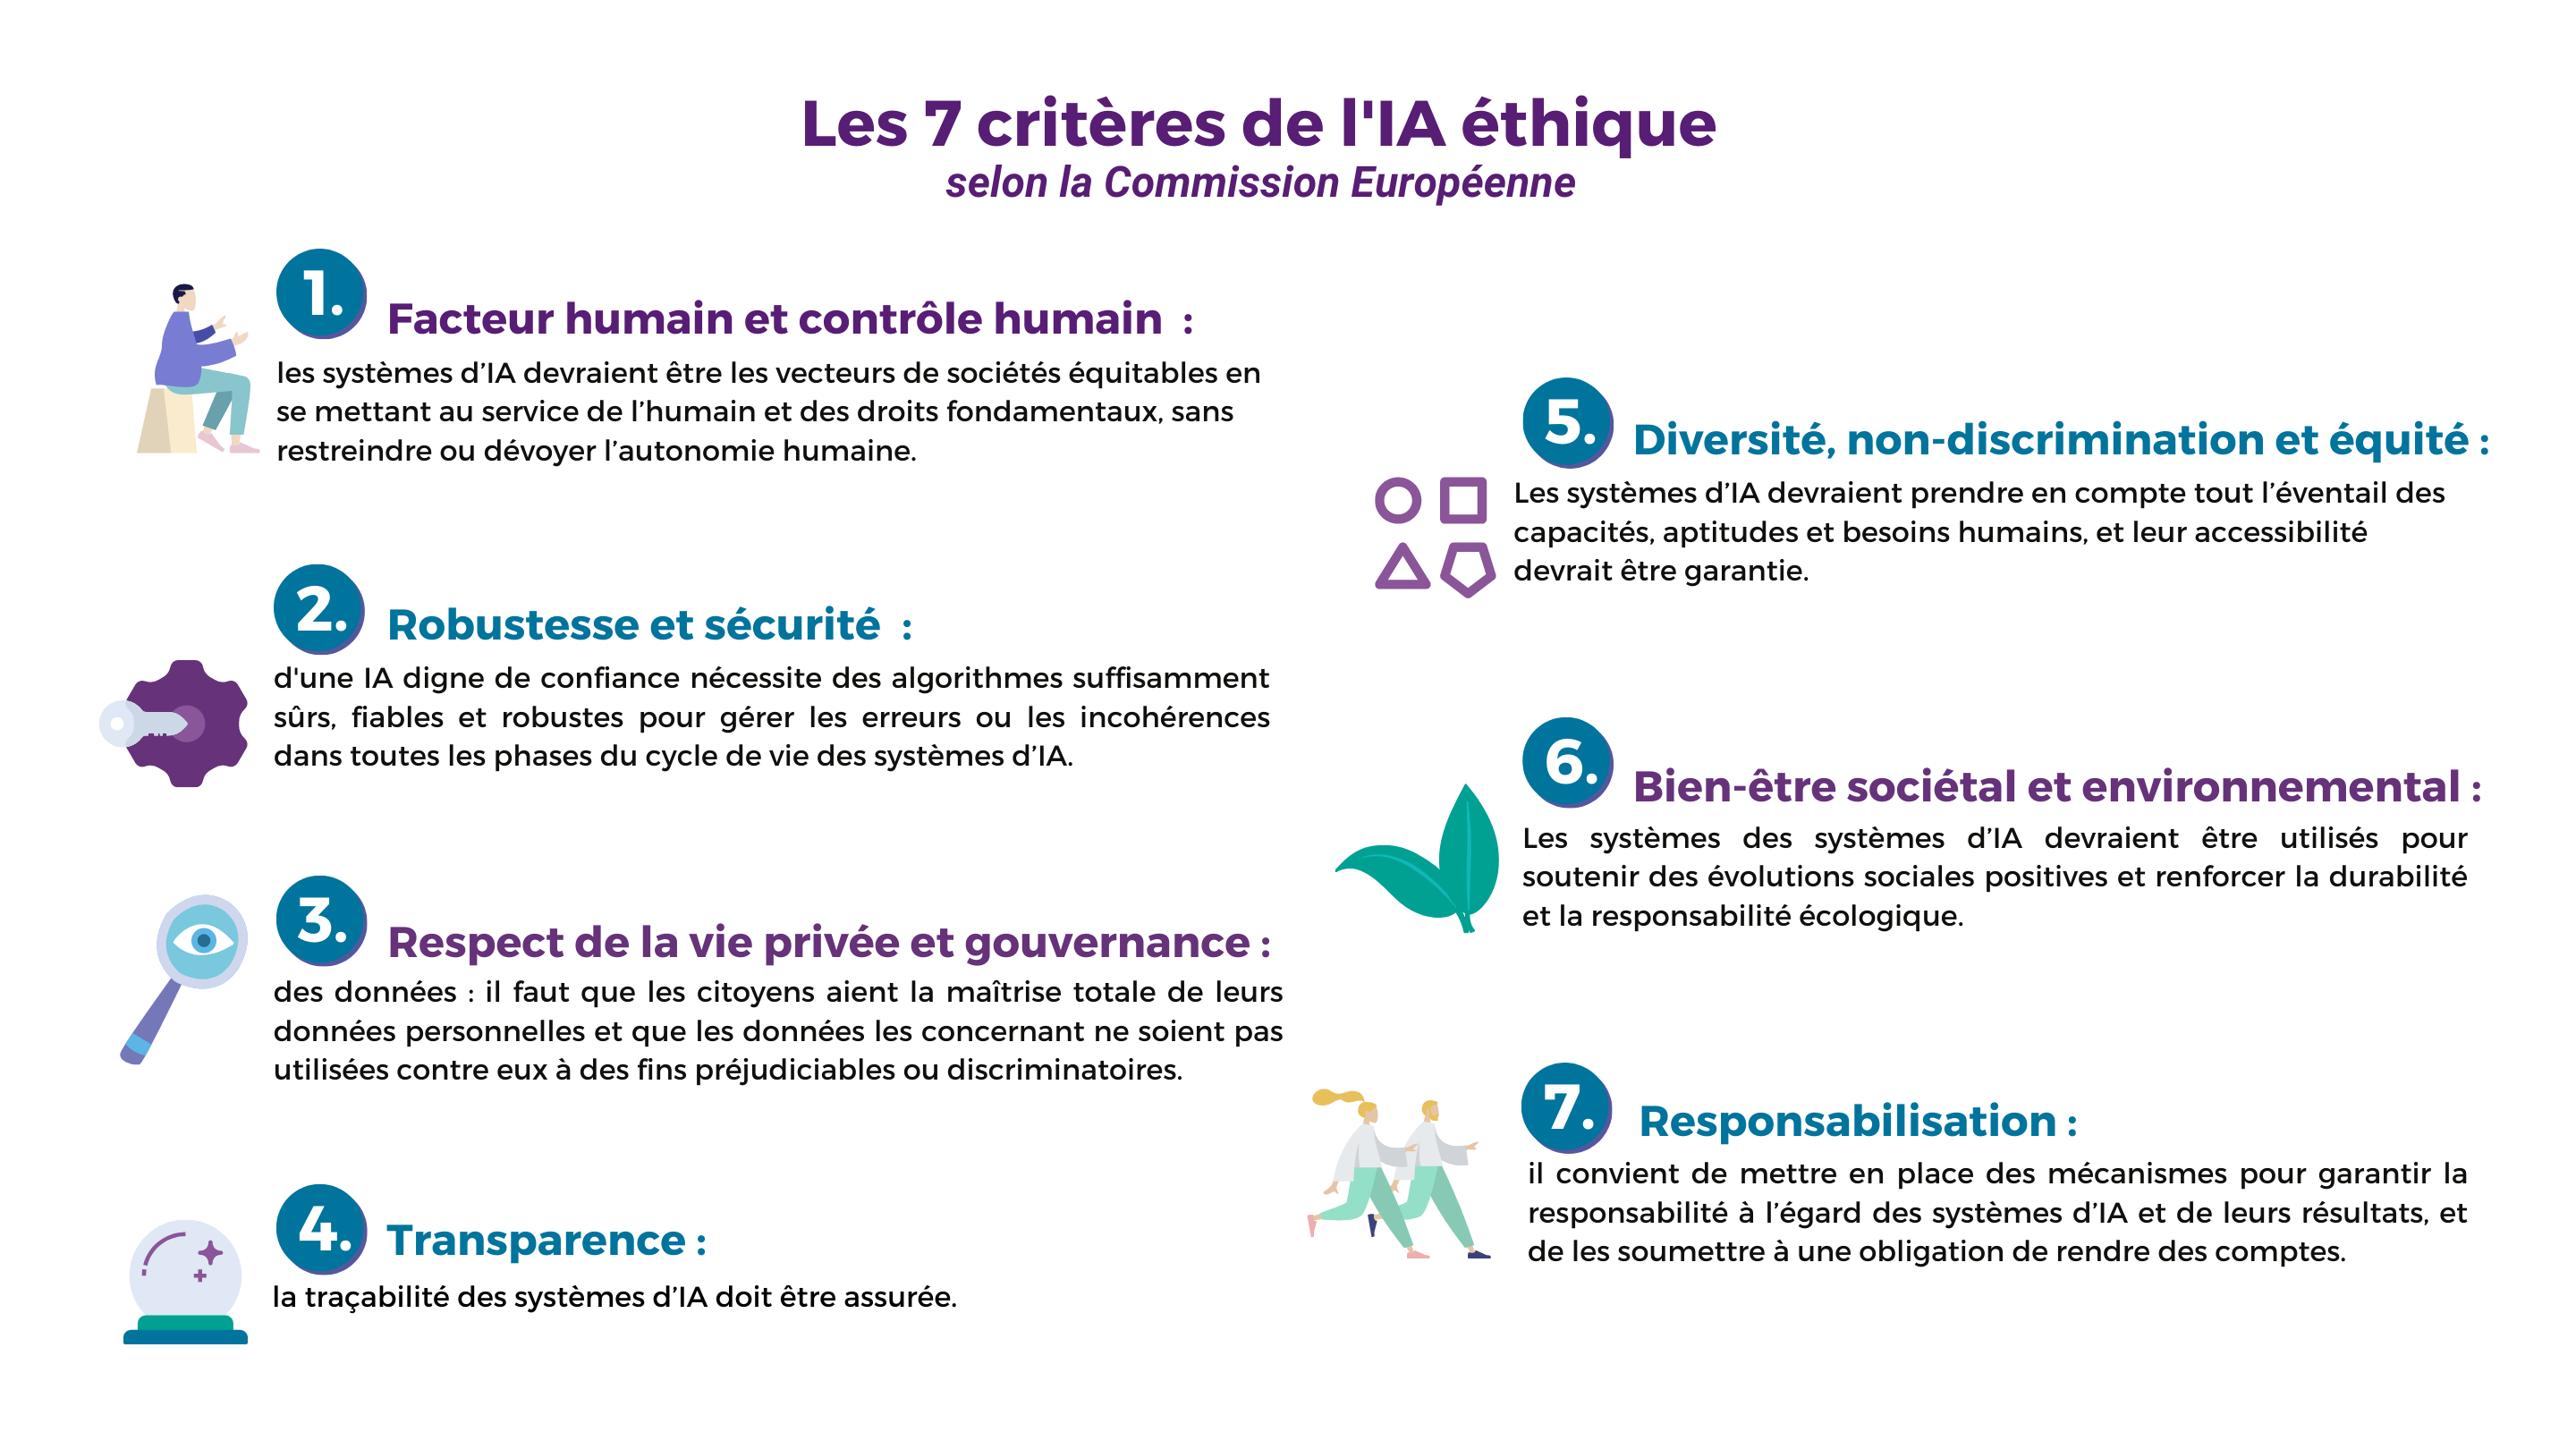 Les 7 critères de l'IA éthique
selon la Commission Européenne
1.
Facteur humain et contrôle humain :
les systèmes d’IA devraient être les vecteurs de sociétés équitables en
se mettant au service de l’humain et des droits fondamentaux, sans
restreindre ou dévoyer l’autonomie humaine.
2.
Robustesse et sécurité :
d'une IA digne de confiance nécessite des algorithmes suffisamment
sûrs, fiables et robustes pour gérer les erreurs ou les incohérences
dans toutes les phases du cycle de vie des systèmes d’IA.
3.
Respect de la vie privée et gouvernance :
des données : il faut que les citoyens aient la maîtrise totale de leurs
données personnelles et que les données les concernant ne soient pas
utilisées contre eux à des fins préjudiciables ou discriminatoires.
4.
Transparence :
la traçabilité des systèmes d’IA doit être assurée.
5.
Diversité, non-discrimination et équité :
Les systèmes d’IA devraient prendre en compte tout l’éventail des
capacités, aptitudes et besoins humains, et leur accessibilité
devrait être garantie.
6.
Bien-être sociétal et environnemental :
Les systèmes des systèmes d’IA devraient être utilisés pour
soutenir des évolutions sociales positives et renforcer la durabilité
et la responsabilité écologique.
7.
Responsabilisation :
il convient de mettre en place des mécanismes pour garantir la
responsabilité à l’égard des systèmes d’IA et de leurs résultats, et
de les soumettre à une obligation de rendre des comptes.